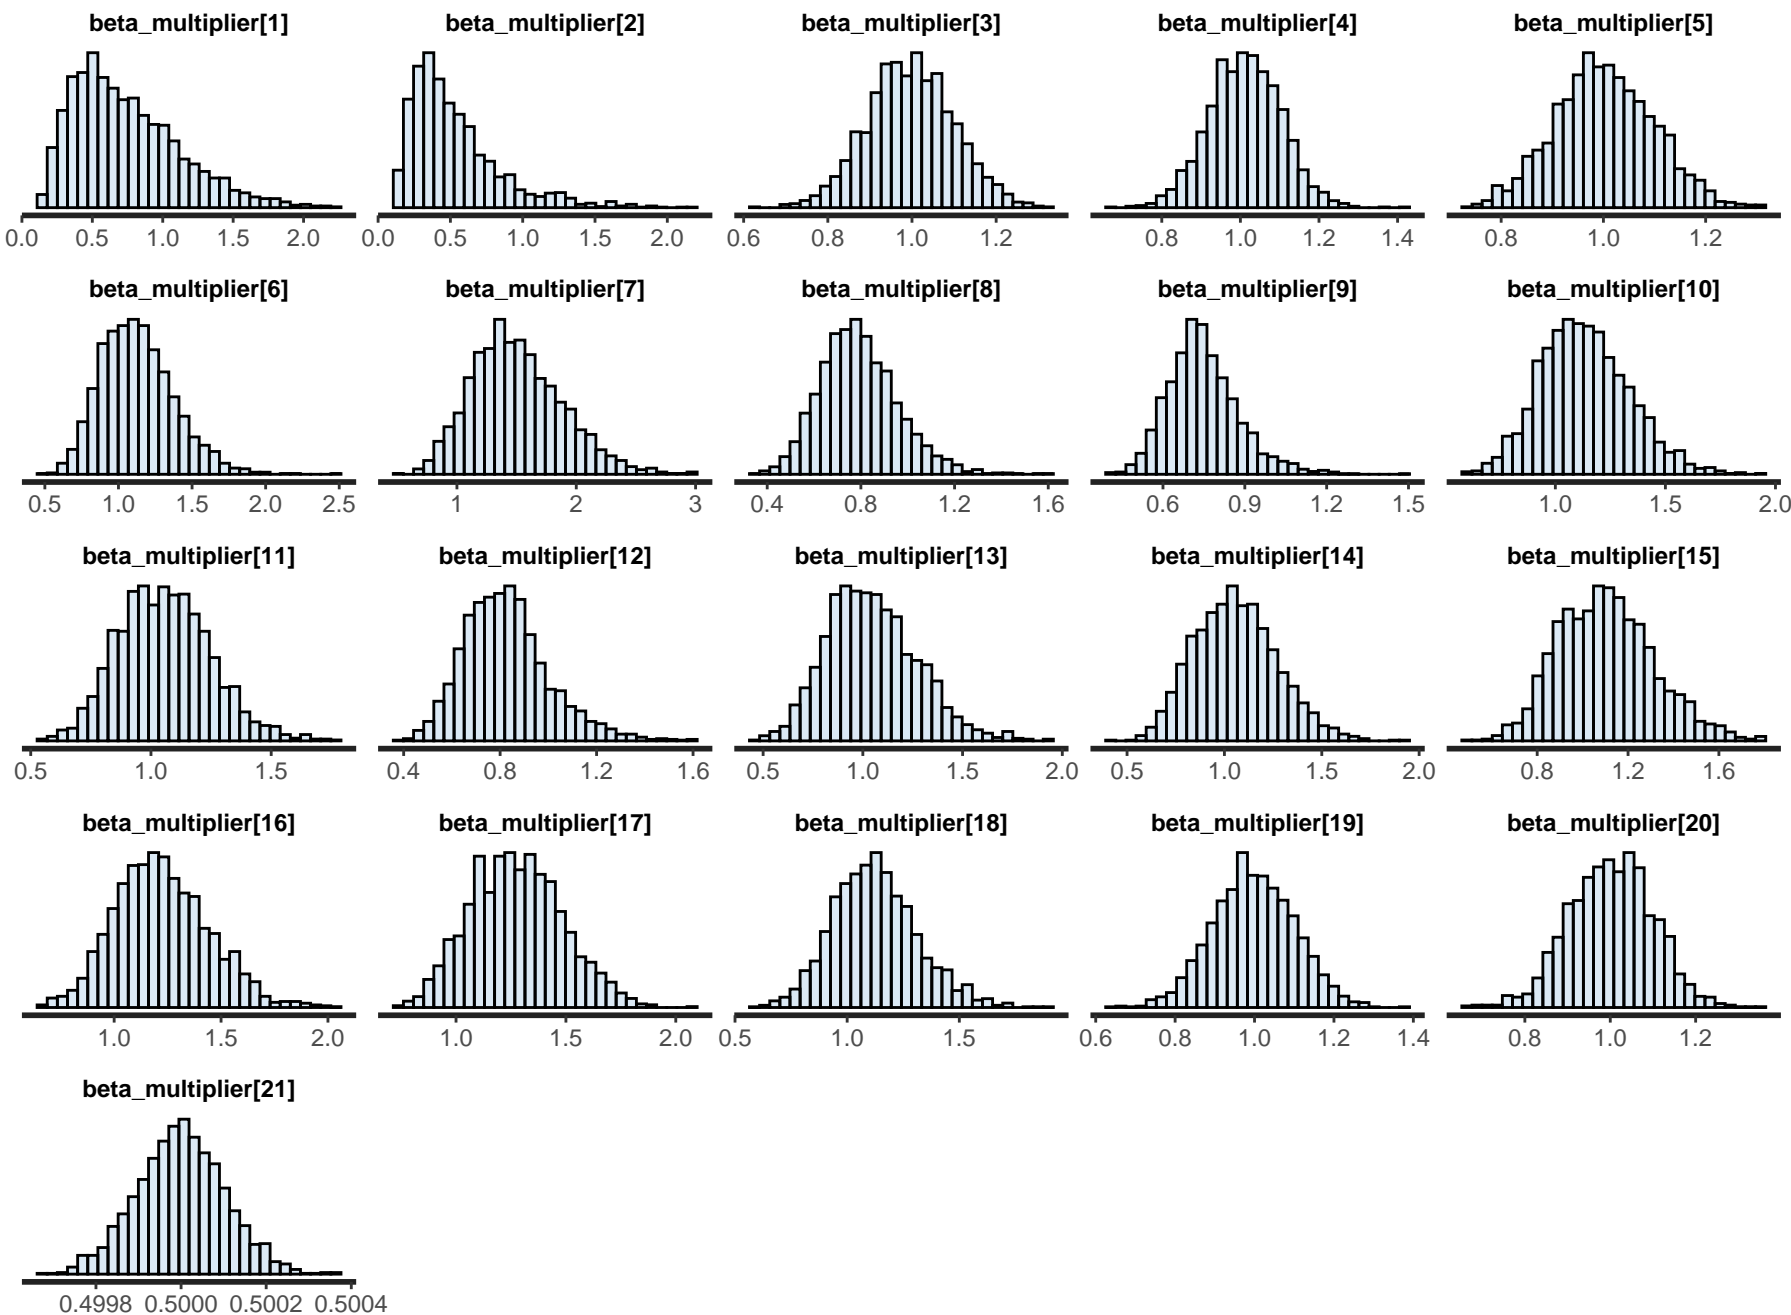 beta_multiplier[1] beta_multiplier[2] beta_multiplier[3] beta_multiplier[4] beta_multiplier[5]
0.0 0.5 1.0 1.5 2.0 0.0 0.5 1.0 1.5 2.0 0.6 0.8 1.0 1.2 0.8 1.0 1.2 1.4 0.8 1.0 1.2
beta_multiplier[6] beta_multiplier[7] beta_multiplier[8] beta_multiplier[9] beta_multiplier[10]
0.5 1.0 1.5 2.0 2.5 1 2 3 0.4 0.8 1.2 1.6 0.6 0.9 1.2 1.5 1.0 1.5 2.0
beta_multiplier[11] beta_multiplier[12] beta_multiplier[13] beta_multiplier[14] beta_multiplier[15]
0.5 1.0 1.5 0.4 0.8 1.2 1.6 0.5 1.0 1.5 2.0 0.5 1.0 1.5 2.0 0.8 1.2 1.6
beta_multiplier[16] beta_multiplier[17] beta_multiplier[18] beta_multiplier[19] beta_multiplier[20]
1.0 1.5 2.0 1.0 1.5 2.0 0.5 1.0 1.5 0.6 0.8 1.0 1.2 1.4 0.8 1.0 1.2
beta_multiplier[21]
0.4998 0.5000 0.5002 0.5004